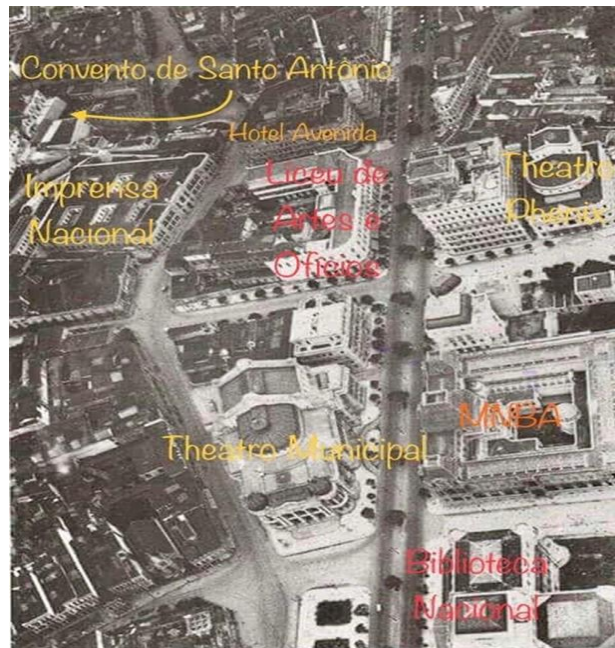 Convento de Santo Antônio
Hotel Avenida
Imprensa
Nacional
Liceu de
Artes e
Ofícios
Theatro
Phenix
MNBA
Theatro Municipal
Biblioteca
Nacional